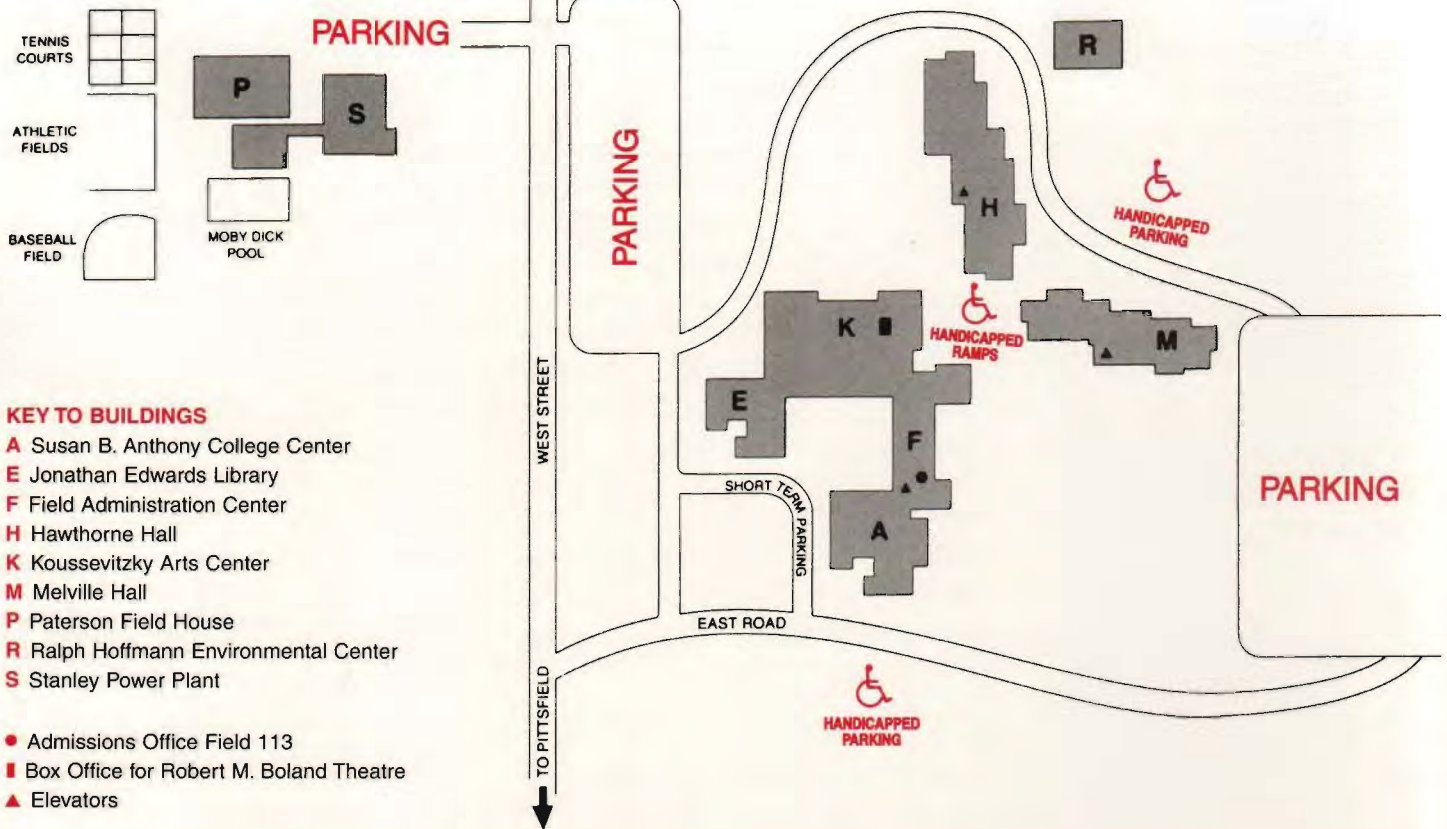 TENNIS
COURTS
ATHLETIC
FIELDS
BASEBALL
FIELD
P
S
MOBY DICK
POOL
PARKING
PARKING
R
H
HANDICAPPED
PARKING
K
HANDICAPPED
RAMPS
M
E
F
A
WEST STREET
SHORT TERM PARKING
PARKING
EAST ROAD
HANDICAPPED
PARKING
TO PITTSFIELD
KEY TO BUILDINGS
A Susan B. Anthony College Center
E Jonathan Edwards Library
F Field Administration Center
H Hawthorne Hall
K Koussevitzky Arts Center
M Melville Hall
P Paterson Field House
R Ralph Hoffmann Environmental Center
S Stanley Power Plant
● Admissions Office Field 113
▮ Box Office for Robert M. Boland Theatre
▲ Elevators